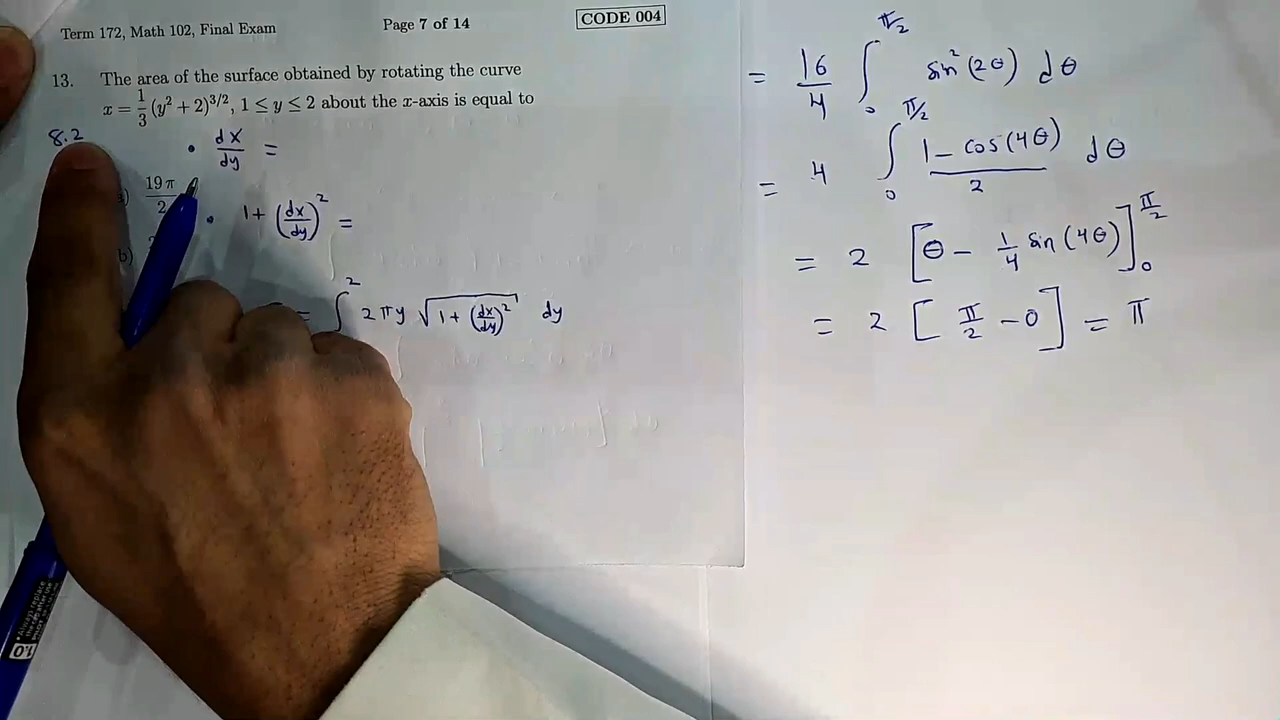 Term 172, Math 102, Final Exam Page 7 of 14 CODE 004
13. The area of the surface obtained by rotating the curve
x = 1/3 (y² + 2)^{3/2}, 1 ≤ y ≤ 2 about the x-axis is equal to
8.2
• dx/dy =
19π/2
• 1 + (dx/dy)² =
b)
= ∫ ² 2πy √(1 + (dx/dy)²) dy
= 16/4 ∫₀^{π/2} sin²(2θ) dθ
= 4 ∫₀^{π/2} (1 − cos(4θ))/2 dθ
= 2 [θ − 1/4 sin(4θ)]₀^{π/2}
= 2 [π/2 − 0] = π